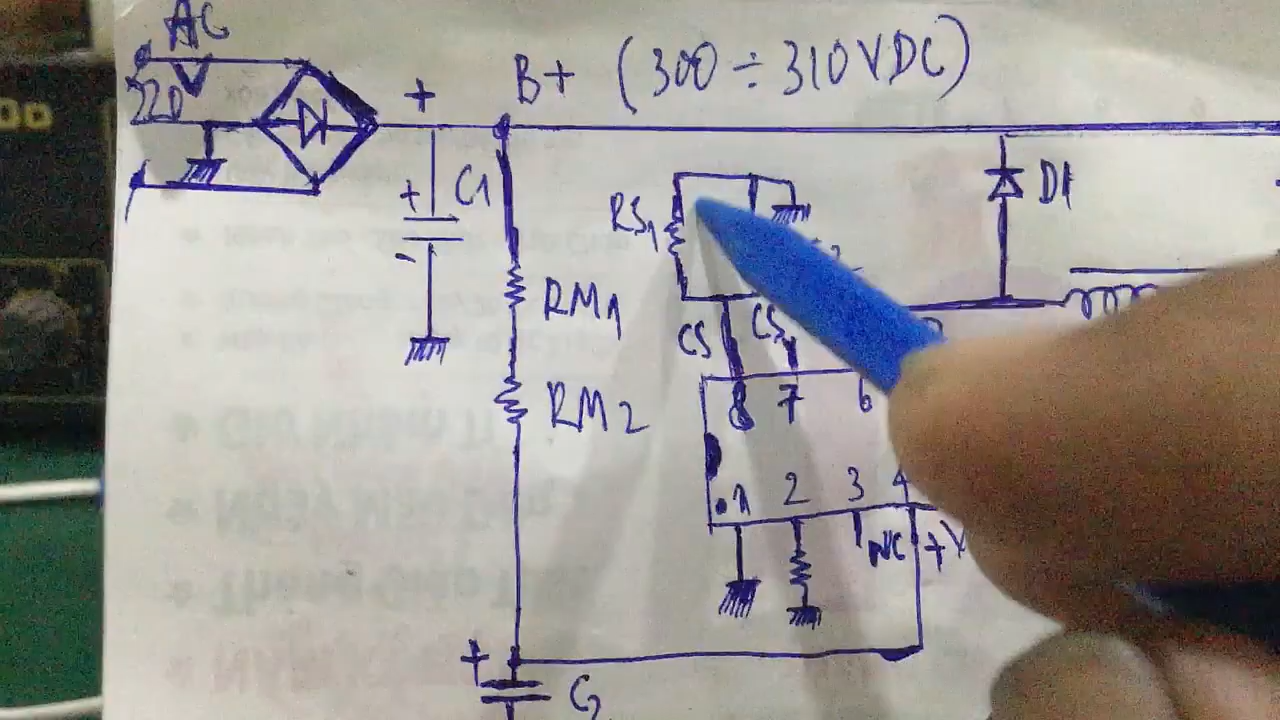 AC
220V
B+ (300 ÷ 310VDC)
+
+
C1
-
D1
RS1
RM1
CS
CS
RM2
8
7
6
1
2
3
4
NC
+V
+
C2